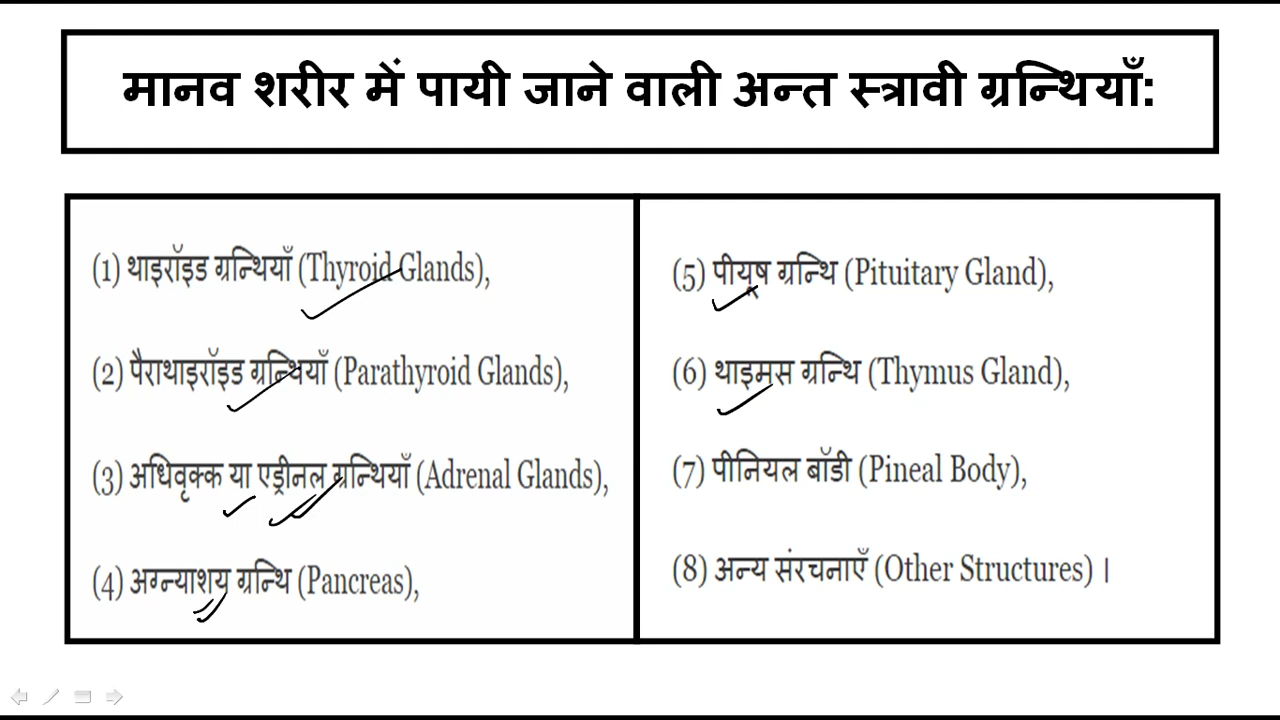 मानव शरीर में पायी जाने वाली अन्त स्त्रावी ग्रन्थियाँ:
(1) थाइरॉइड ग्रन्थियाँ (Thyroid Glands),
(2) पैराथाइरॉइड ग्रन्थियाँ (Parathyroid Glands),
(3) अधिवृक्क या एड्रीनल ग्रन्थियाँ (Adrenal Glands),
(4) अग्न्याशय ग्रन्थि (Pancreas),
(5) पीयूष ग्रन्थि (Pituitary Gland),
(6) थाइमस ग्रन्थि (Thymus Gland),
(7) पीनियल बॉडी (Pineal Body),
(8) अन्य संरचनाएँ (Other Structures) ।